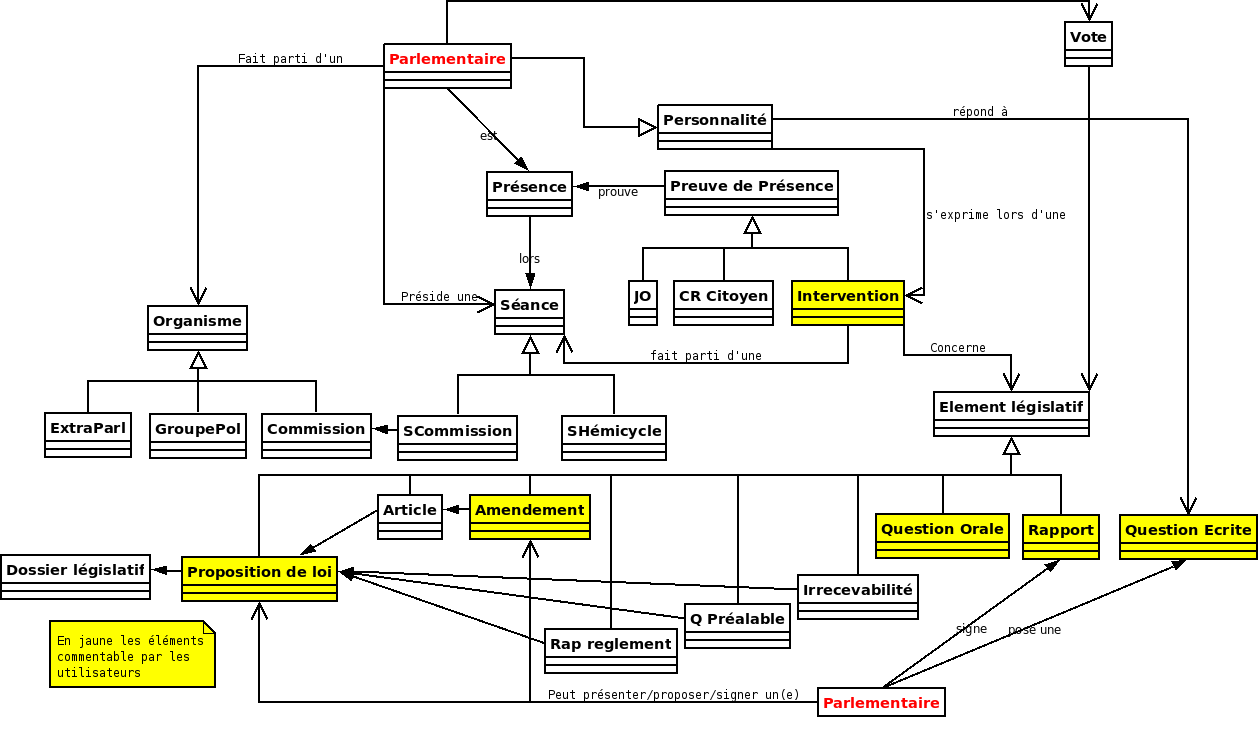 Vote
Fait parti d'un
Parlementaire
répond à
Personnalité
est
Présence
prouve
Preuve de Présence
s'exprime lors d'une
lors
Préside une
Séance
JO
CR Citoyen
Intervention
Organisme
fait parti d'une
Concerne
Element législatif
ExtraParl
GroupePol
Commission
SCommission
SHémicycle
Article
Amendement
Question Orale
Rapport
Question Ecrite
Dossier législatif
Proposition de loi
Irrecevabilité
Q Préalable
Rap reglement
En jaune les éléments
commentable par les
utilisateurs
signe
pose une
Peut présenter/proposer/signer un(e)
Parlementaire